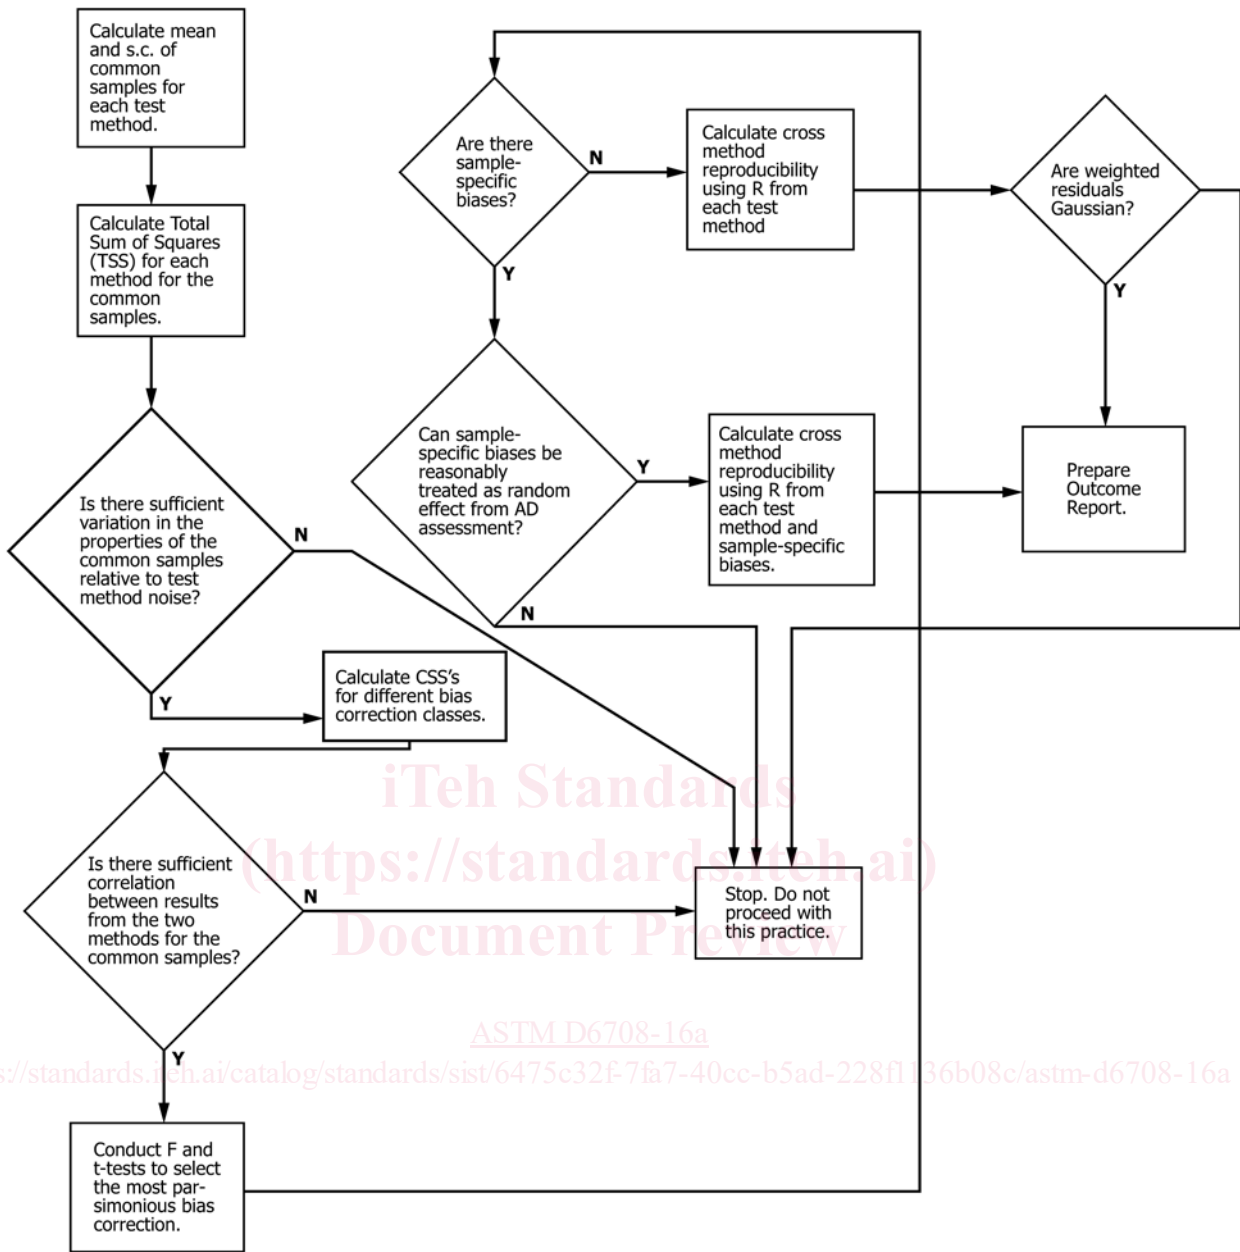 Calculate mean
and s.c. of
common
samples for
each test
method.
Calculate Total
Sum of Squares
(TSS) for each
method for the
common
samples.
Is there sufficient
variation in the
properties of the
common samples
relative to test
method noise?
N
Y
Calculate CSS's
for different bias
correction classes.
Is there sufficient
correlation
between results
from the two
methods for the
common samples?
N
Y
Conduct F and
t-tests to select
the most par-
simonious bias
correction.
Are there
sample-
specific
biases?
N
Y
Calculate cross
method
reproducibility
using R from
each test
method
Are weighted
residuals
Gaussian?
Y
Can sample-
specific biases be
reasonably
treated as random
effect from AD
assessment?
Y
N
Calculate cross
method
reproducibility
using R from
each test
method and
sample-specific
biases.
Prepare
Outcome
Report.
Stop. Do not
proceed with
this practice.
iTeh Standards
(https://standards.iteh.ai)
Document Preview
ASTM D6708-16a
s://standards.iteh.ai/catalog/standards/sist/6475c32f-7fa7-40cc-b5ad-228f1136b08c/astm-d6708-16a